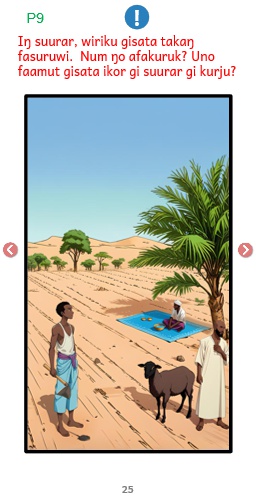 P9
!
Iŋ suurar, wiriku gisata takaŋ
fasuruwi. Num ŋo afakuruk? Uno
faamut gisata ikor gi suurar gi kurju?
25